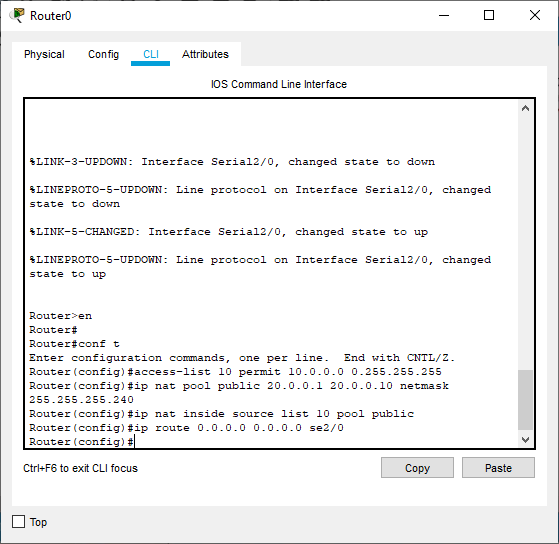 Router0
Physical Config CLI Attributes
IOS Command Line Interface
%LINK-3-UPDOWN: Interface Serial2/0, changed state to down
%LINEPROTO-5-UPDOWN: Line protocol on Interface Serial2/0, changed
state to down
%LINK-5-CHANGED: Interface Serial2/0, changed state to up
%LINEPROTO-5-UPDOWN: Line protocol on Interface Serial2/0, changed
state to up
Router>en
Router#
Router#conf t
Enter configuration commands, one per line.  End with CNTL/Z.
Router(config)#access-list 10 permit 10.0.0.0 0.255.255.255
Router(config)#ip nat pool public 20.0.0.1 20.0.0.10 netmask
255.255.255.240
Router(config)#ip nat inside source list 10 pool public
Router(config)#ip route 0.0.0.0 0.0.0.0 se2/0
Router(config)#
Ctrl+F6 to exit CLI focus
Copy Paste
Top